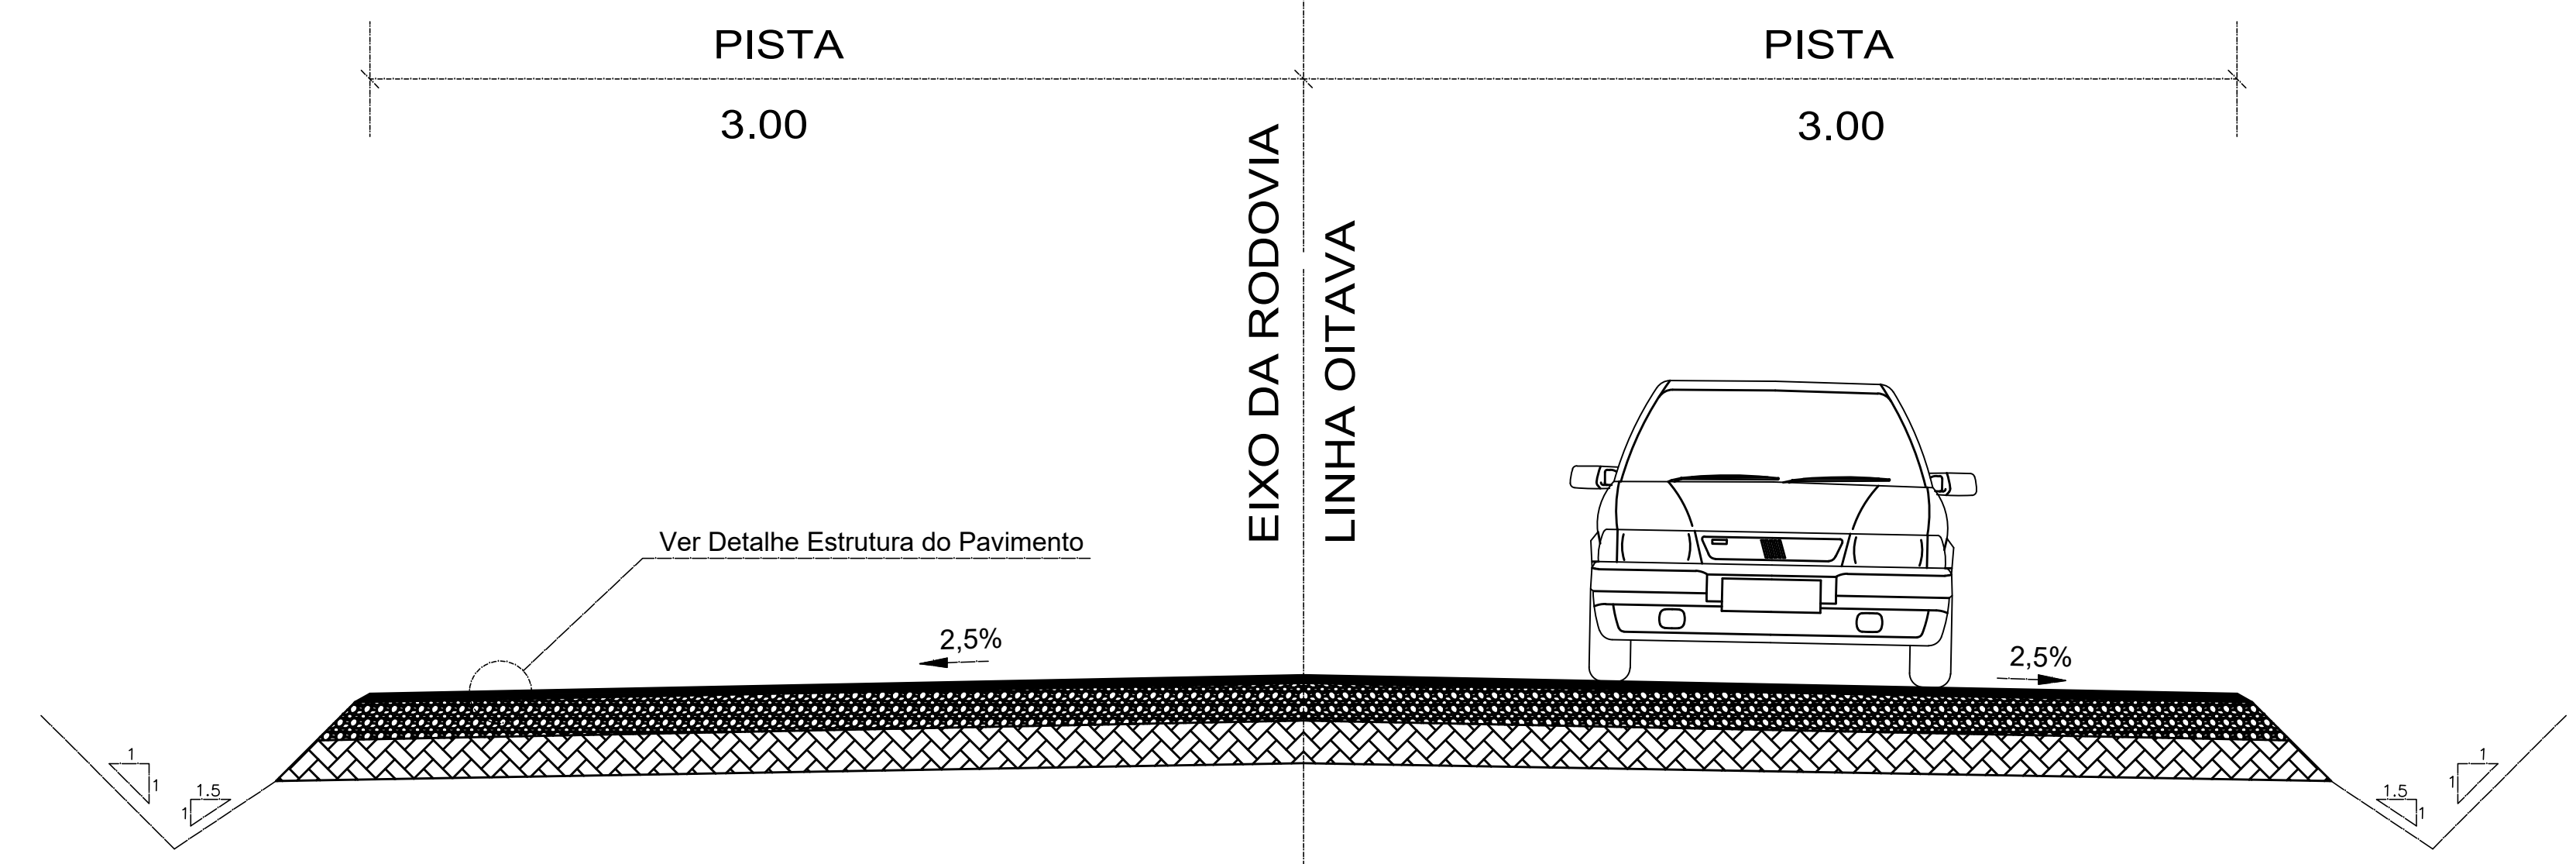 PISTA
PISTA
3.00
3.00
EIXO DA RODOVIA
LINHA OITAVA
Ver Detalhe Estrutura do Pavimento
2,5%
2,5%
1
1
1.5
1
1
1
1.5
1